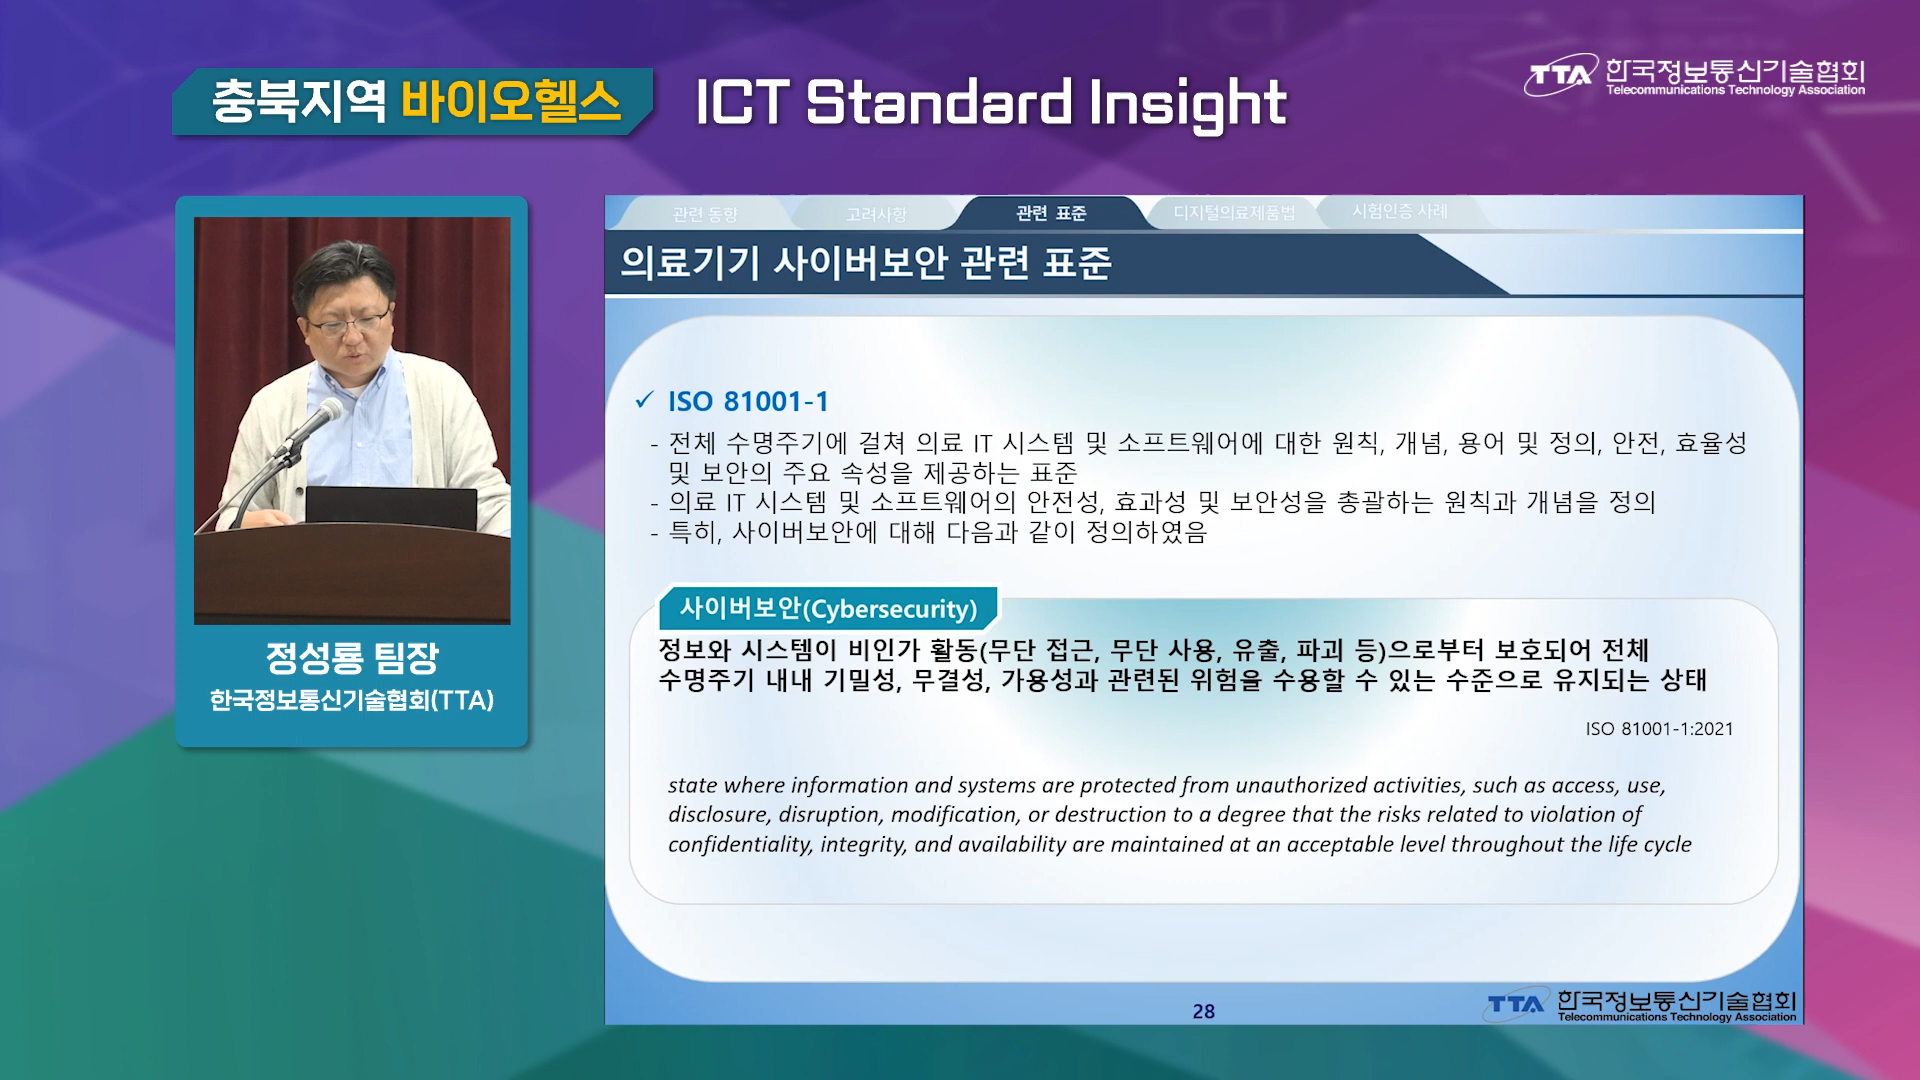 충북지역 바이오헬스 ICT Standard Insight
TTA 한국정보통신기술협회
Telecommunications Technology Association
정성룡 팀장
한국정보통신기술협회(TTA)
관련 동향 고려사항 관련 표준 디지털의료제품법 시험인증 사례
의료기기 사이버보안 관련 표준
✓ ISO 81001-1
- 전체 수명주기에 걸쳐 의료 IT 시스템 및 소프트웨어에 대한 원칙, 개념, 용어 및 정의, 안전, 효율성
및 보안의 주요 속성을 제공하는 표준
- 의료 IT 시스템 및 소프트웨어의 안전성, 효과성 및 보안성을 총괄하는 원칙과 개념을 정의
- 특히, 사이버보안에 대해 다음과 같이 정의하였음
사이버보안(Cybersecurity)
정보와 시스템이 비인가 활동(무단 접근, 무단 사용, 유출, 파괴 등)으로부터 보호되어 전체
수명주기 내내 기밀성, 무결성, 가용성과 관련된 위험을 수용할 수 있는 수준으로 유지되는 상태
ISO 81001-1:2021
state where information and systems are protected from unauthorized activities, such as access, use,
disclosure, disruption, modification, or destruction to a degree that the risks related to violation of
confidentiality, integrity, and availability are maintained at an acceptable level throughout the life cycle
28
TTA 한국정보통신기술협회
Telecommunications Technology Association